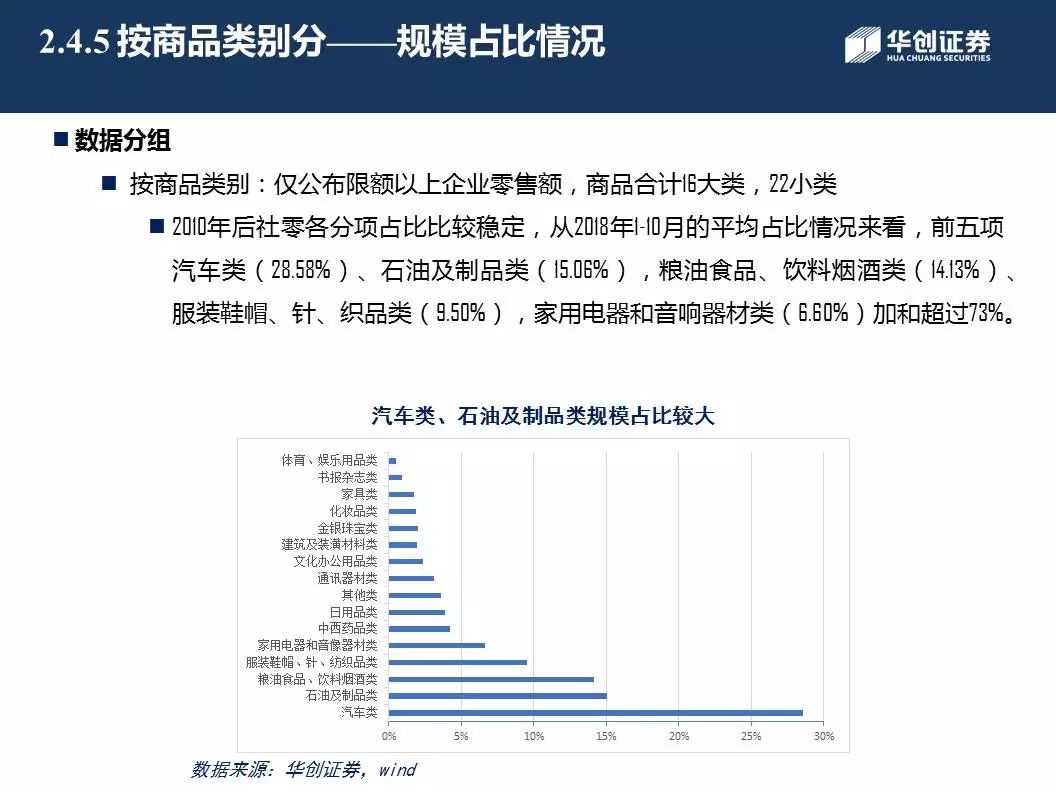 2.4.5 按商品类别分——规模占比情况
华创证券
HUA CHUANG SECURITIES
数据分组
按商品类别：仅公布限额以上企业零售额，商品合计16大类，22小类
2010年后社零各分项占比比较稳定，从2018年1-10月的平均占比情况来看，前五项
汽车类（28.58%）、石油及制品类（15.06%），粮油食品、饮料烟酒类（14.13%）、
服装鞋帽、针、织品类（9.50%），家用电器和音响器材类（6.60%）加和超过73%。
汽车类、石油及制品类规模占比较大
体育、娱乐用品类
书报杂志类
家具类
化妆品类
金银珠宝类
建筑及装潢材料类
文化办公用品类
通讯器材类
其他类
日用品类
中西药品类
家用电器和音像器材类
服装鞋帽、针、纺织品类
粮油食品、饮料烟酒类
石油及制品类
汽车类
0% 5% 10% 15% 20% 25% 30%
数据来源：华创证券，wind